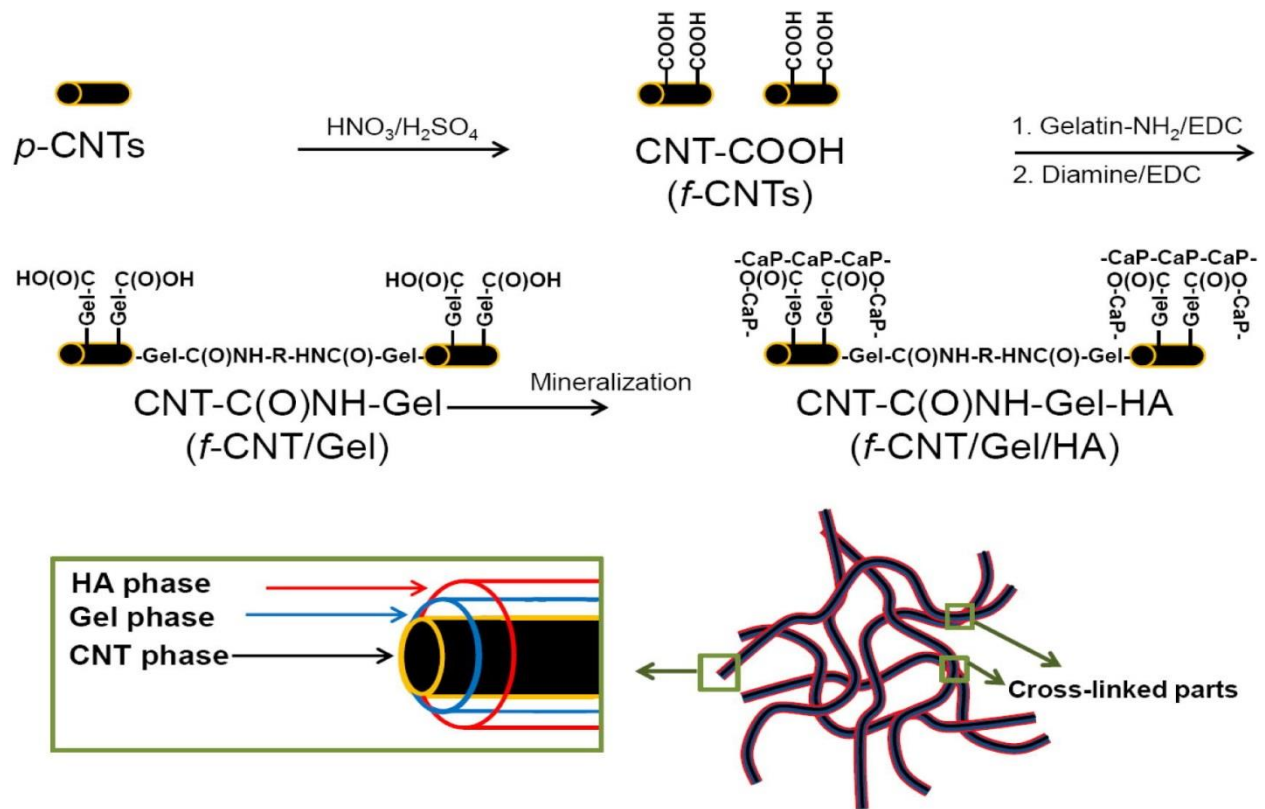 COOH
COOH
COOH
COOH
p-CNTs
HNO₃/H₂SO₄
CNT-COOH
(f-CNTs)
1. Gelatin-NH₂/EDC
2. Diamine/EDC
HO(O)C
C(O)OH
Gel-
Gel-
HO(O)C
C(O)OH
Gel-
Gel-
-Gel-C(O)NH-R-HNC(O)-Gel-
CNT-C(O)NH-Gel
(f-CNT/Gel)
Mineralization
-CaP-CaP-CaP-
O(O)C
C(O)O
-CaP-
-CaP-
Gel-
Gel-
-CaP-CaP-CaP-
O(O)C
C(O)O
-CaP-
-CaP-
Gel-
Gel-
-Gel-C(O)NH-R-HNC(O)-Gel-
CNT-C(O)NH-Gel-HA
(f-CNT/Gel/HA)
HA phase
Gel phase
CNT phase
Cross-linked parts